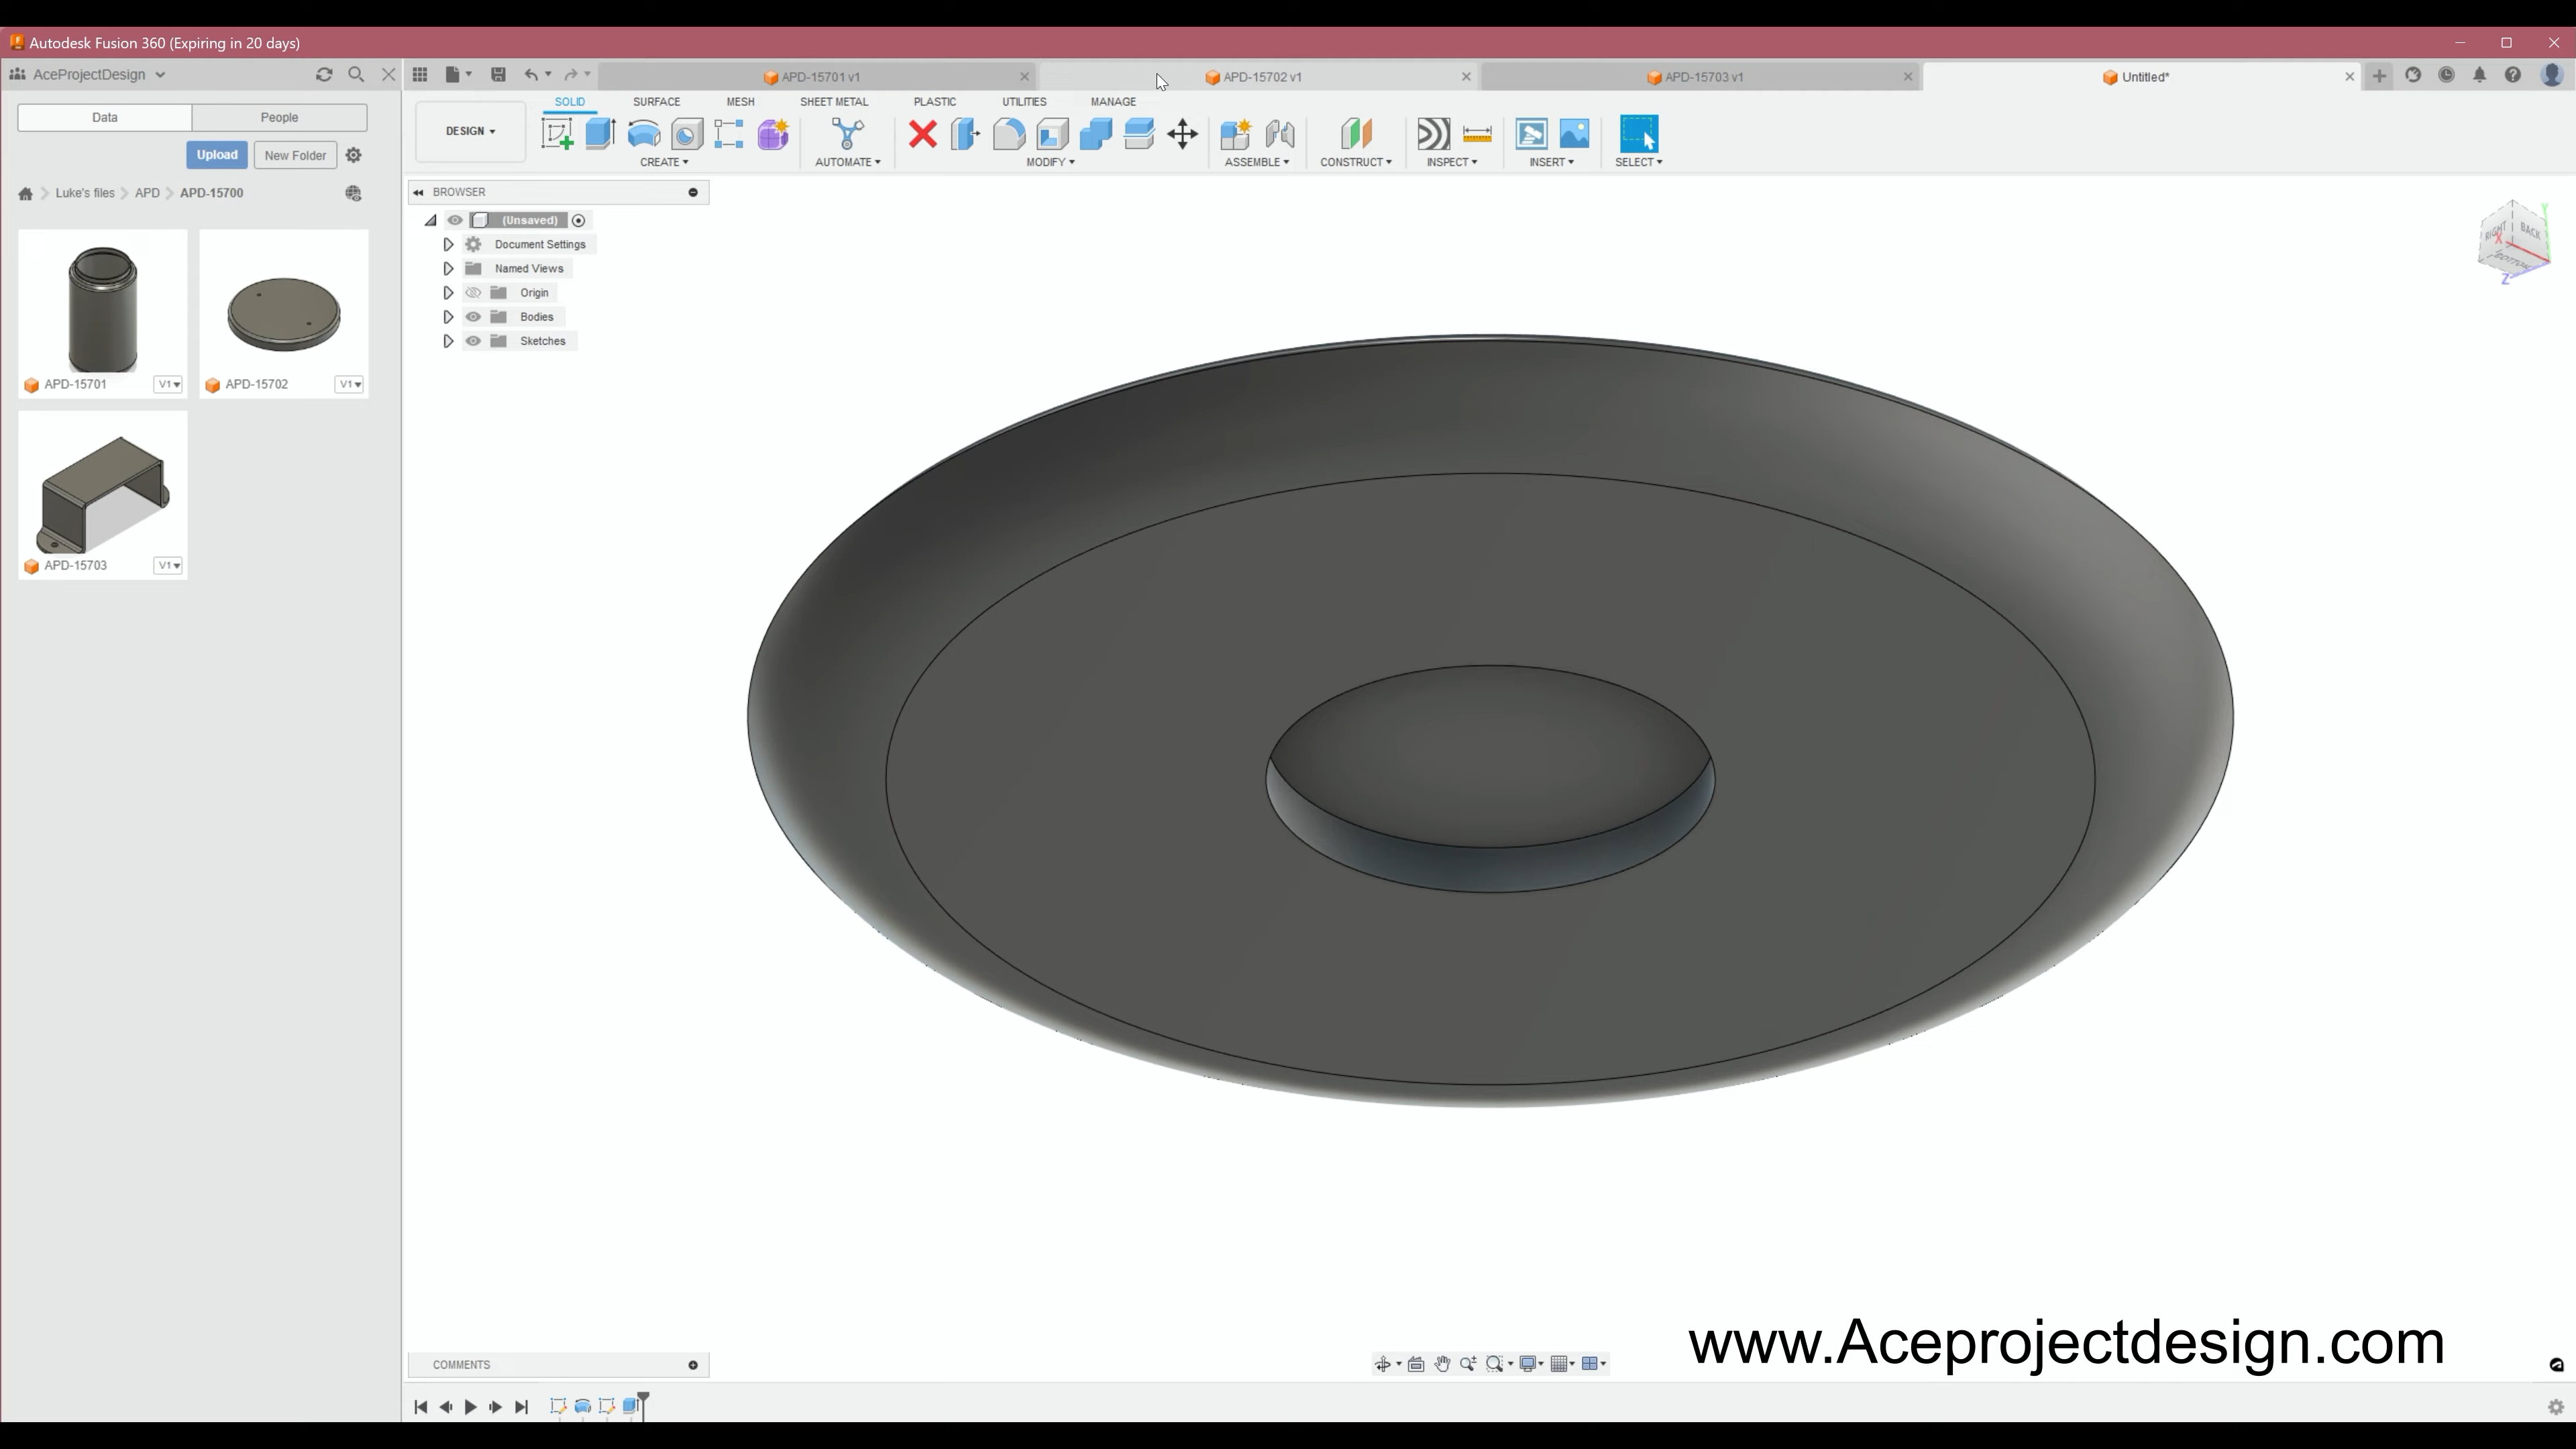 Autodesk Fusion 360 (Expiring in 20 days)
AceProjectDesign
APD-15701 v1
APD-15702 v1
APD-15703 v1
Untitled*
Data
People
Upload
New Folder
Luke's files
APD
APD-15700
APD-15701
V1
APD-15702
V1
APD-15703
V1
DESIGN
SOLID
SURFACE
MESH
SHEET METAL
PLASTIC
UTILITIES
MANAGE
CREATE
AUTOMATE
MODIFY
ASSEMBLE
CONSTRUCT
INSPECT
INSERT
SELECT
BROWSER
(Unsaved)
Document Settings
Named Views
Origin
Bodies
Sketches
RIGHT
BACK
BOTTOM
X
Y
Z
www.Aceprojectdesign.com
COMMENTS